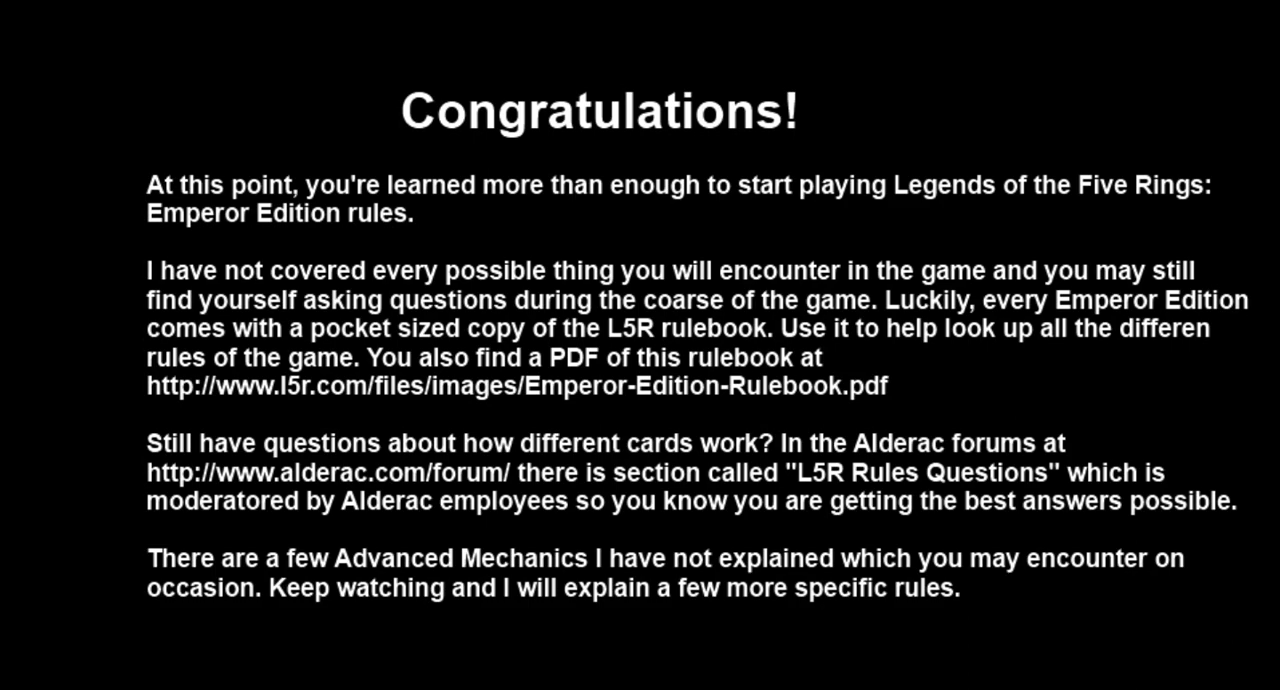 Congratulations!
At this point, you're learned more than enough to start playing Legends of the Five Rings:
Emperor Edition rules.
I have not covered every possible thing you will encounter in the game and you may still
find yourself asking questions during the coarse of the game. Luckily, every Emperor Edition
comes with a pocket sized copy of the L5R rulebook. Use it to help look up all the differen
rules of the game. You also find a PDF of this rulebook at
http://www.l5r.com/files/images/Emperor-Edition-Rulebook.pdf
Still have questions about how different cards work? In the Alderac forums at
http://www.alderac.com/forum/ there is section called "L5R Rules Questions" which is
moderatored by Alderac employees so you know you are getting the best answers possible.
There are a few Advanced Mechanics I have not explained which you may encounter on
occasion. Keep watching and I will explain a few more specific rules.